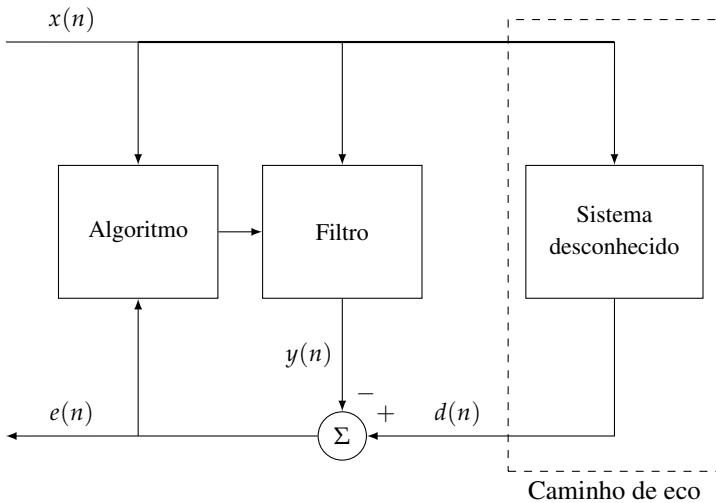 x(n)
Algoritmo
Filtro
Sistema
desconhecido
y(n)
−
+
e(n)
Σ
d(n)
Caminho de eco